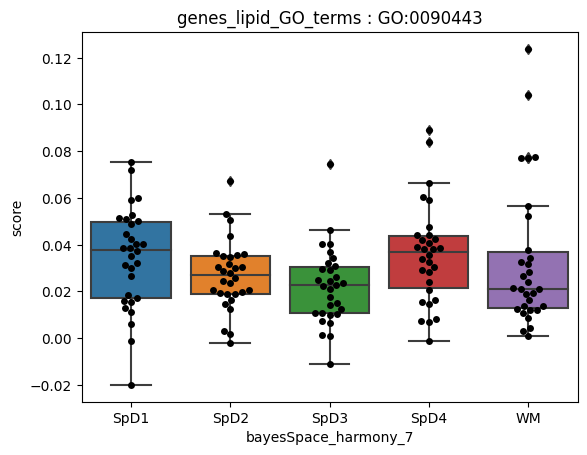 genes_lipid_GO_terms : GO:0090443
0.12
0.10
0.08
0.06
0.04
0.02
0.00
−0.02
score
SpD1 SpD2 SpD3 SpD4 WM
bayesSpace_harmony_7